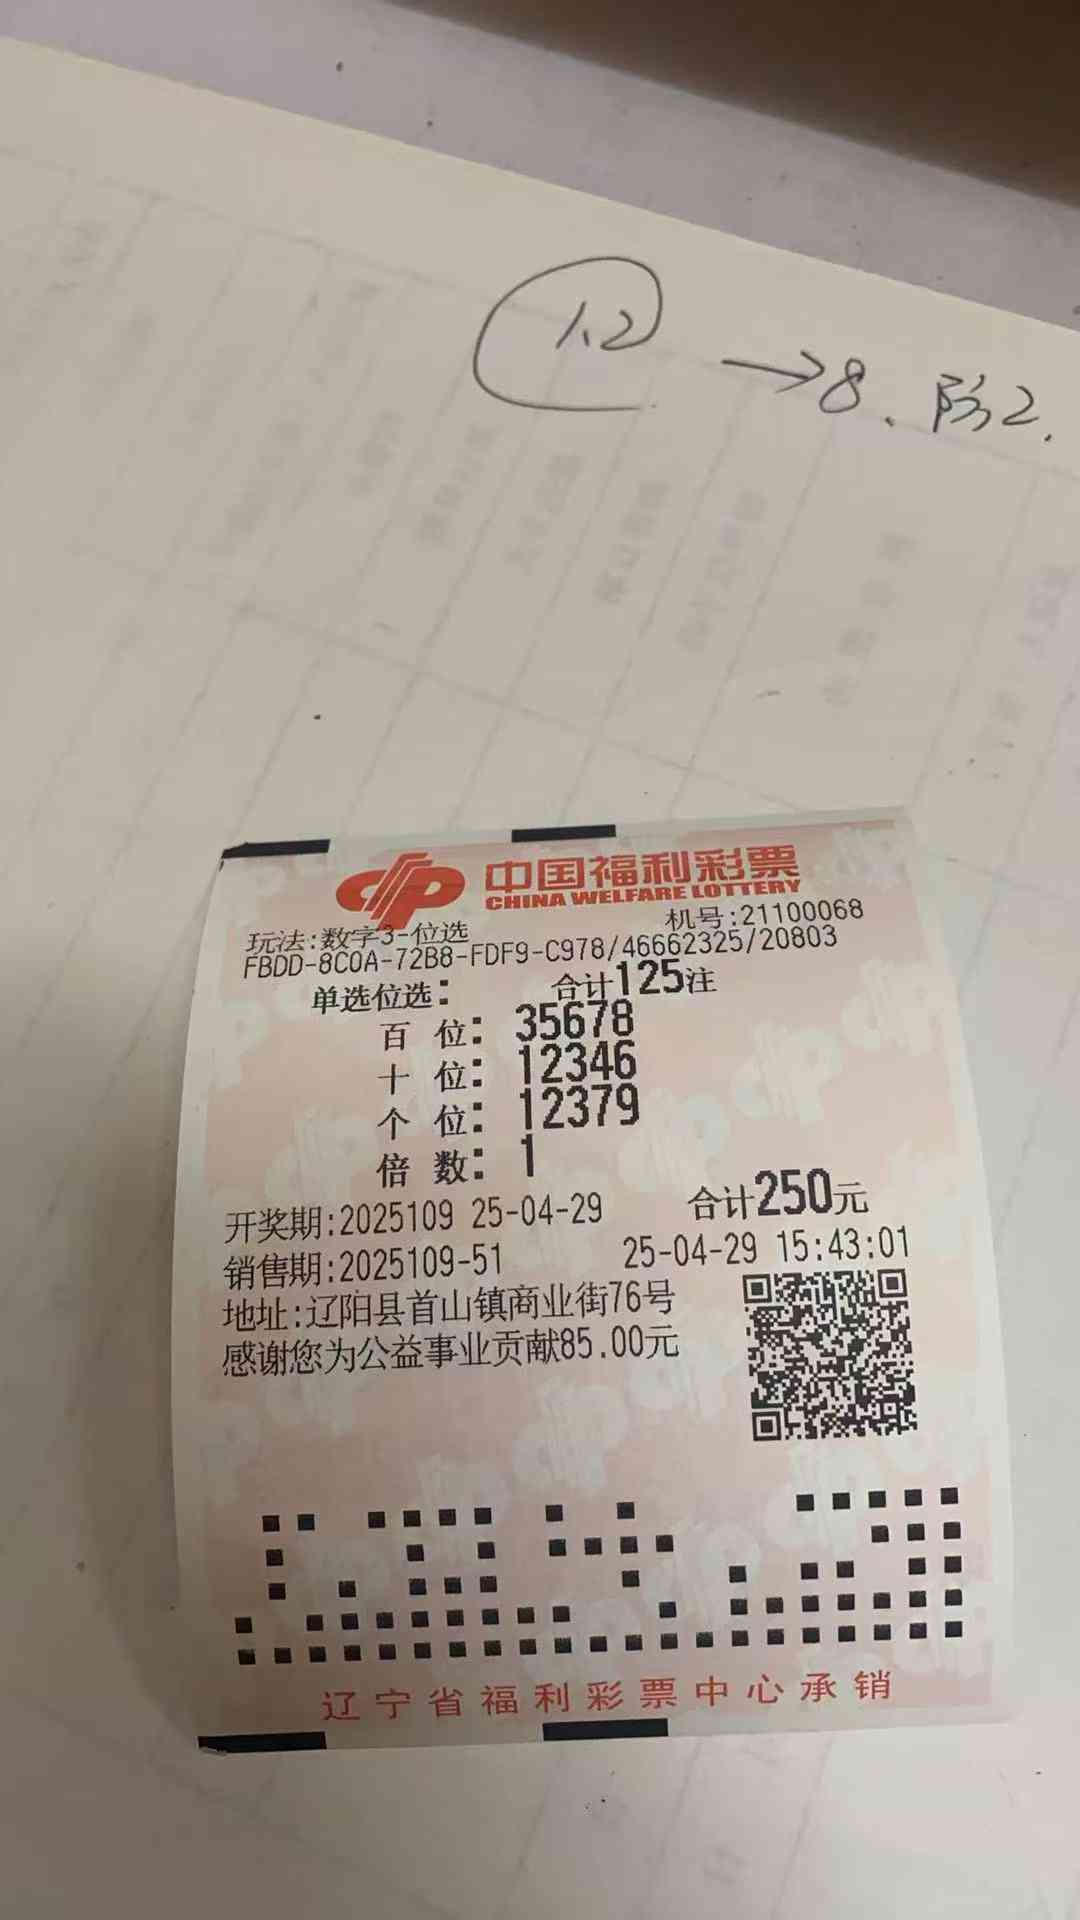 1.2 → 8. 防2.
中国福利彩票
CHINA WELFARE LOTTERY
玩法:数字3-位选 机号:21100068
FBDD-8C0A-72B8-FDF9-C978/46662325/20803
单选位选: 合计125注
百 位: 35678
十 位: 12346
个 位: 12379
倍 数: 1
开奖期:2025109 25-04-29 合计250元
销售期:2025109-51 25-04-29 15:43:01
地址:辽阳县首山镇商业街76号
感谢您为公益事业贡献85.00元
辽宁省福利彩票中心承销